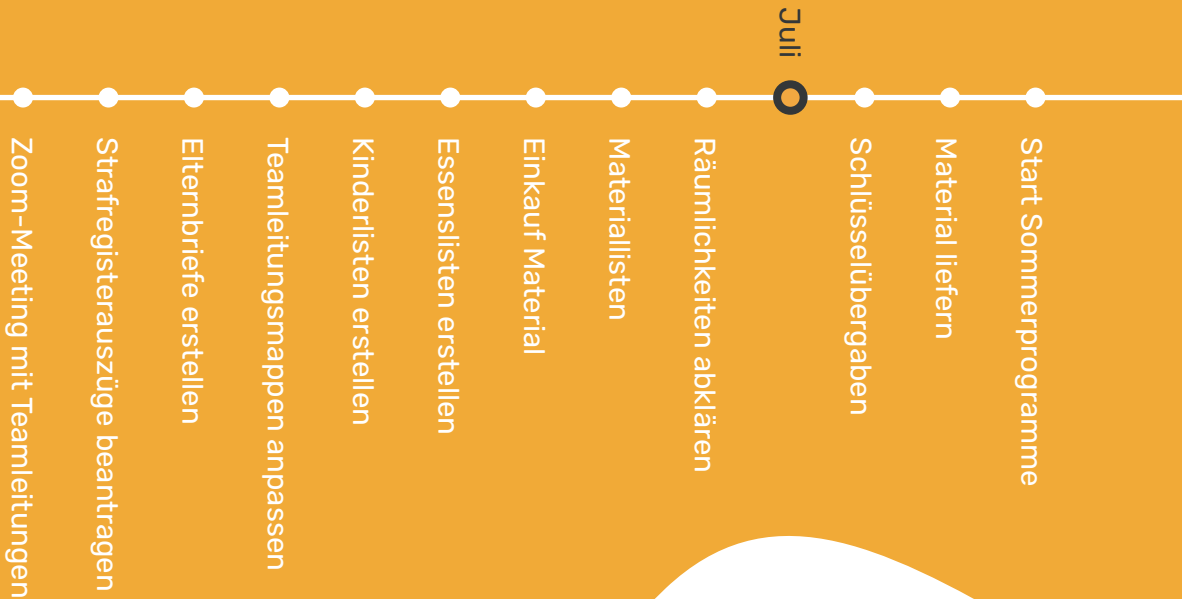 Zoom-Meeting mit Teamleitungen
Strafregisterauszüge beantragen
Elternbriefe erstellen
Teamleitungsmappen anpassen
Kinderlisten erstellen
Essenslisten erstellen
Einkauf Material
Materiallisten
Räumlichkeiten abklären
Juli
Schlüsselübergaben
Material liefern
Start Sommerprogramme